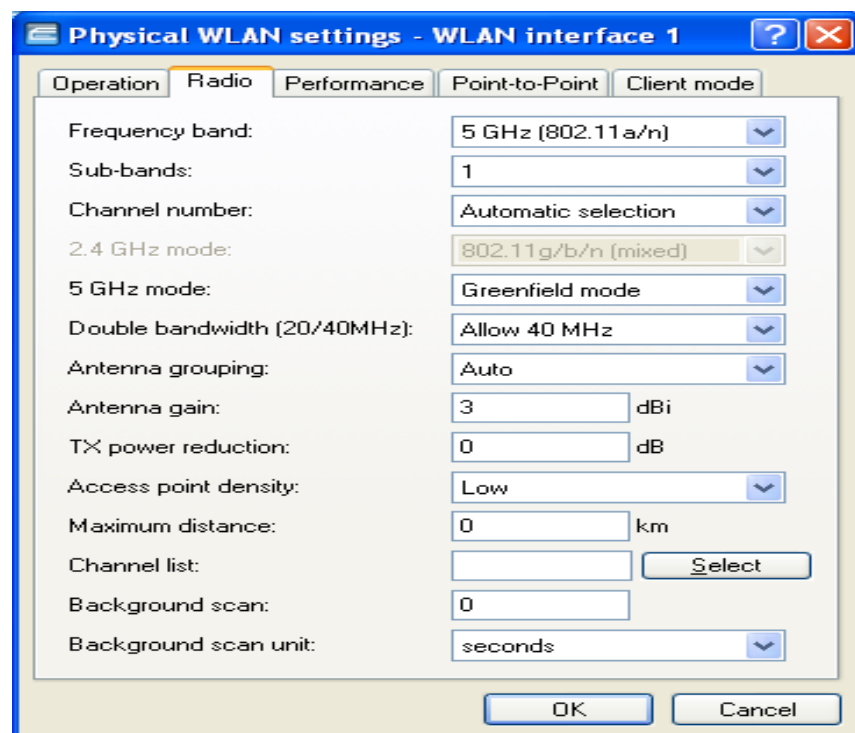 Physical WLAN settings - WLAN interface 1
Operation Radio Performance Point-to-Point Client mode
Frequency band: 5 GHz (802.11a/n)
Sub-bands: 1
Channel number: Automatic selection
2.4 GHz mode: 802.11g/b/n (mixed)
5 GHz mode: Greenfield mode
Double bandwidth (20/40MHz): Allow 40 MHz
Antenna grouping: Auto
Antenna gain: 3 dBi
TX power reduction: 0 dB
Access point density: Low
Maximum distance: 0 km
Channel list: Select
Background scan: 0
Background scan unit: seconds
OK Cancel